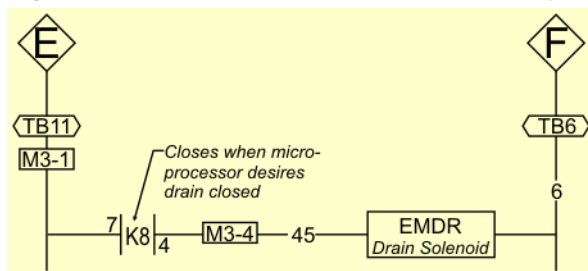 E F
TB11 TB6
M3-1
Closes when micro-
processor desires
drain closed
6
7 K8 4 M3-4 45 EMDR
Drain Solenoid